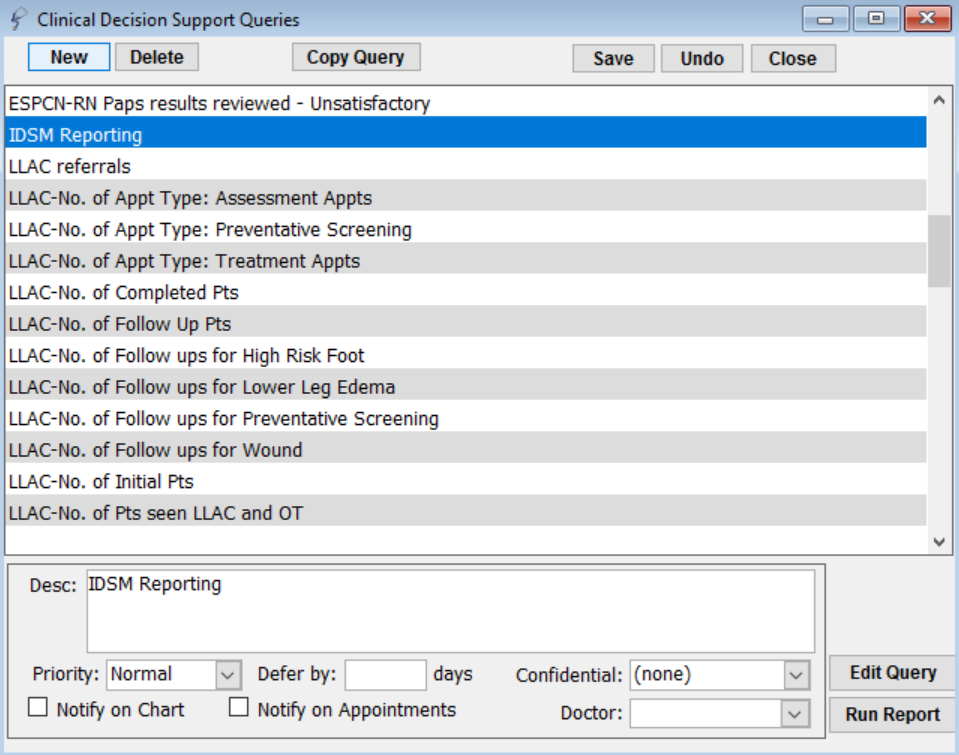 Clinical Decision Support Queries
New Delete Copy Query Save Undo Close
ESPCN-RN Paps results reviewed - Unsatisfactory
IDSM Reporting
LLAC referrals
LLAC-No. of Appt Type: Assessment Appts
LLAC-No. of Appt Type: Preventative Screening
LLAC-No. of Appt Type: Treatment Appts
LLAC-No. of Completed Pts
LLAC-No. of Follow Up Pts
LLAC-No. of Follow ups for High Risk Foot
LLAC-No. of Follow ups for Lower Leg Edema
LLAC-No. of Follow ups for Preventative Screening
LLAC-No. of Follow ups for Wound
LLAC-No. of Initial Pts
LLAC-No. of Pts seen LLAC and OT
Desc: IDSM Reporting
Priority: Normal Defer by: days Confidential: (none) Edit Query
Notify on Chart Notify on Appointments Doctor: Run Report